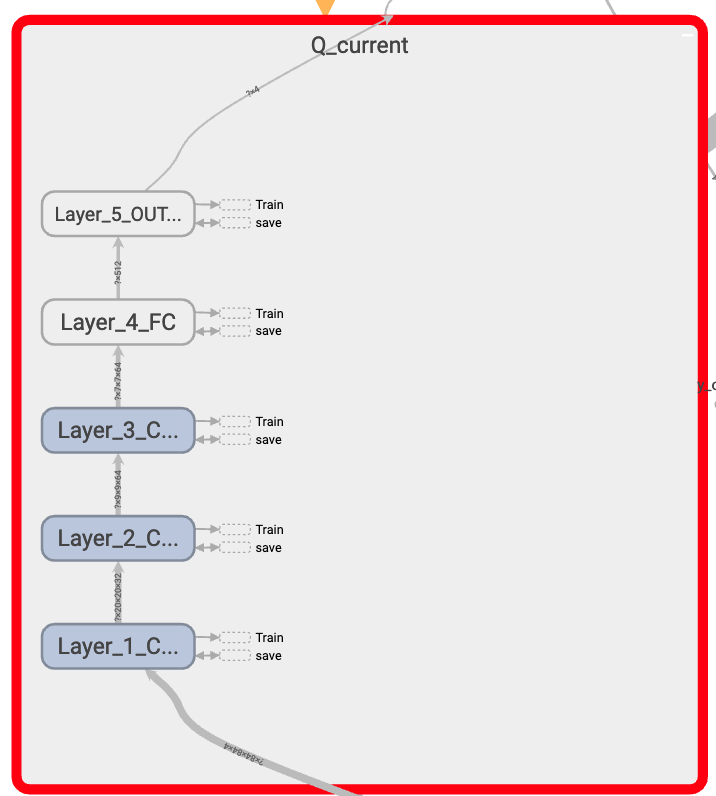 Q_current
?×4
Layer_5_OUT...
Train
save
?×512
Layer_4_FC
Train
save
?×7×7×64
Layer_3_C...
Train
save
?×9×9×64
Layer_2_C...
Train
save
?×20×20×32
Layer_1_C...
Train
save
?×84×84×4